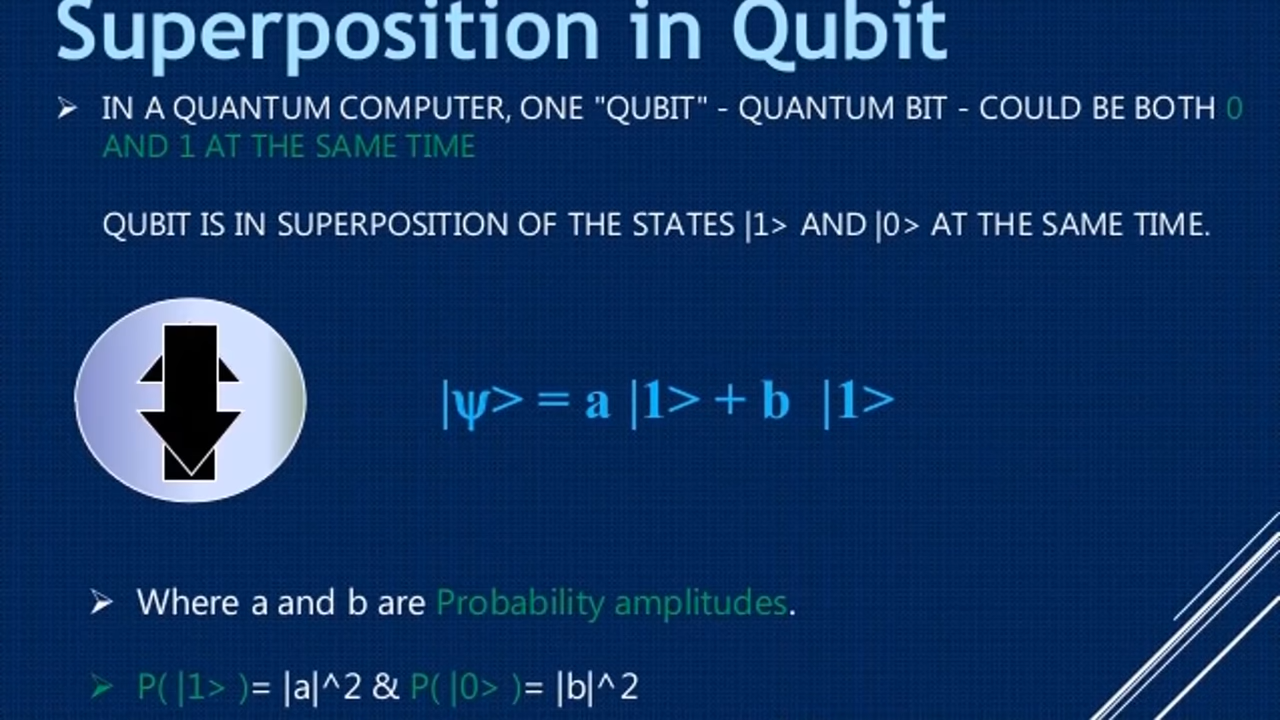 Superposition in Qubit
➢ IN A QUANTUM COMPUTER, ONE "QUBIT" - QUANTUM BIT - COULD BE BOTH 0
AND 1 AT THE SAME TIME
QUBIT IS IN SUPERPOSITION OF THE STATES |1> AND |0> AT THE SAME TIME.
|ψ> = a |1> + b |1>
➢ Where a and b are Probability amplitudes.
➢ P( |1> )= |a|^2 & P( |0> )= |b|^2